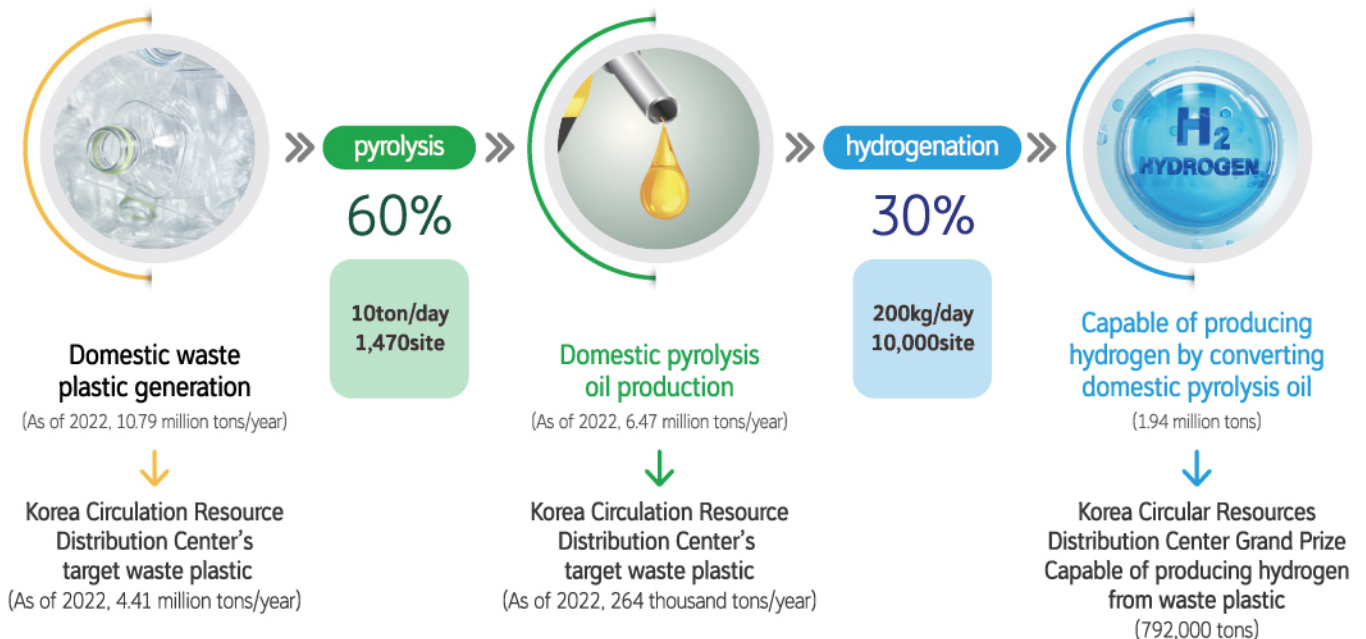 pyrolysis
60%
10ton/day
1,470site
hydrogenation
30%
200kg/day
10,000site
H2
HYDROGEN
Domestic waste
plastic generation
(As of 2022, 10.79 million tons/year)
Korea Circulation Resource
Distribution Center's
target waste plastic
(As of 2022, 4.41 million tons/year)
Domestic pyrolysis
oil production
(As of 2022, 6.47 million tons/year)
Korea Circulation Resource
Distribution Center's
target waste plastic
(As of 2022, 264 thousand tons/year)
Capable of producing
hydrogen by converting
domestic pyrolysis oil
(1.94 million tons)
Korea Circular Resources
Distribution Center Grand Prize
Capable of producing hydrogen
from waste plastic
(792,000 tons)